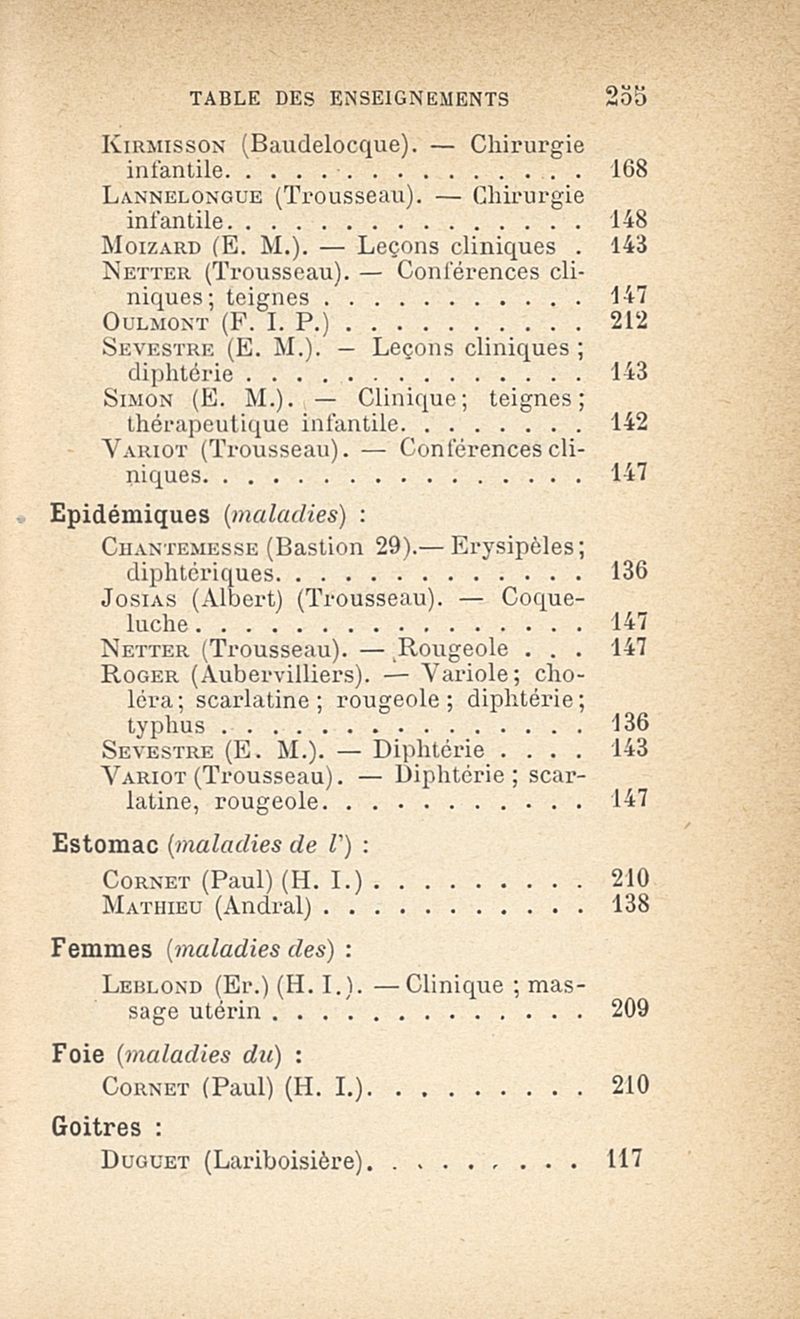 TABLE DES ENSEIGNEMENTS 255
KIRMISSON (Baudelocque). — Chirurgie
infantile. . . . . . . . . . . . . . . 168
LANNELONGUE (Trousseau). — Chirurgie
infantile. . . . . . . . . . . . . . . 148
MOIZARD (E. M.). — Leçons cliniques . 143
NETTER (Trousseau). — Conférences cli-
niques; teignes . . . . . . . . . . . 147
OULMONT (F. I. P.) . . . . . . . . . . 212
SEVESTRE (E. M.). — Leçons cliniques ;
diphtérie . . . . . . . . . . . . . . 143
SIMON (E. M.). — Clinique; teignes ;
thérapeutique infantile. . . . . . . . 142
VARIOT (Trousseau). — Conférences cli-
niques. . . . . . . . . . . . . . . . 147
Epidémiques (maladies) :
CHANTEMESSE (Bastion 29). — Erysipèles;
diphtériques. . . . . . . . . . . . . 136
JOSIAS (Albert) (Trousseau). — Coque-
luche . . . . . . . . . . . . . . . . 147
NETTER (Trousseau). — Rougeole . . . 147
ROGER (Aubervilliers). — Variole; cho-
léra; scarlatine ; rougeole ; diphtérie;
typhus . . . . . . . . . . . . . . . 136
SEVESTRE (E. M.). — Diphtérie . . . . 143
VARIOT (Trousseau). — Diphtérie ; scar-
latine, rougeole. . . . . . . . . . . 147
Estomac (maladies de l') :
CORNET (Paul) (H. I.) . . . . . . . . . 210
MATHIEU (Andral) . . . . . . . . . . . 138
Femmes (maladies des) :
LEBLOND (Er.) (H. I.). — Clinique ; mas-
sage utérin . . . . . . . . . . . . . 209
Foie (maladies du) :
CORNET (Paul) (H. I.). . . . . . . . . 210
Goitres :
DUGUET (Lariboisière). . . . . . . . . 117